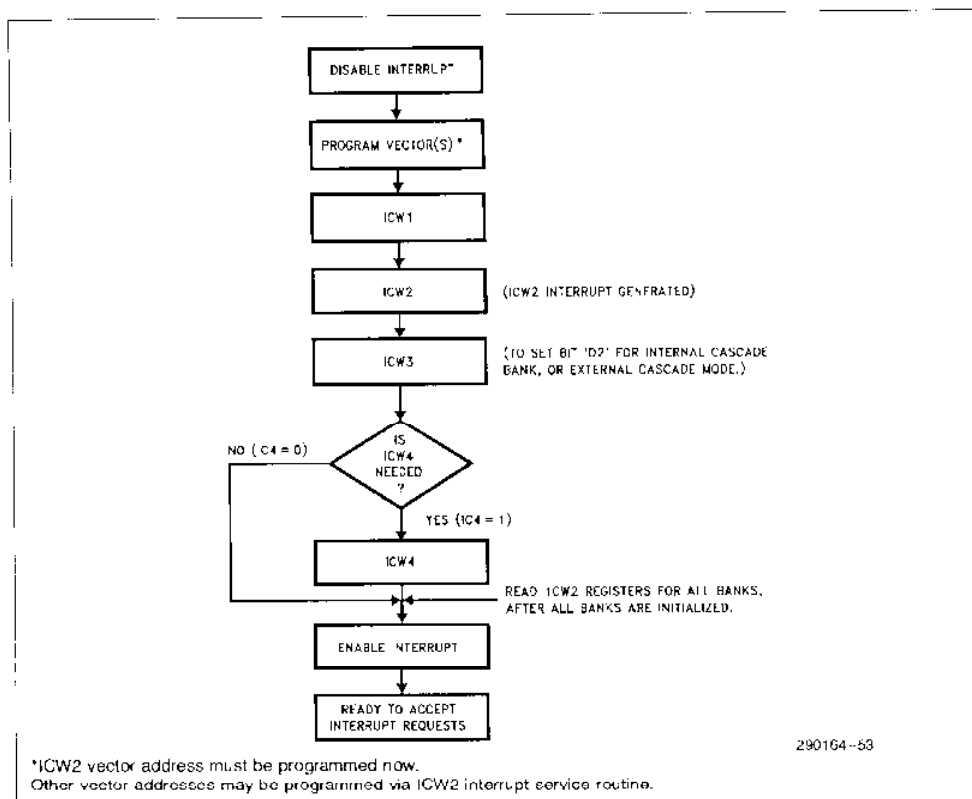 DISABLE INTERRUPT
PROGRAM VECTOR(S)*
ICW1
ICW2
(ICW2 INTERRUPT GENERATED)
ICW3
(TO SET BIT 'D2' FOR INTERNAL CASCADE
BANK, OR EXTERNAL CASCADE MODE.)
IS
ICW4
NEEDED
?
NO (IC4 = 0)
YES (IC4 = 1)
ICW4
READ ICW2 REGISTERS FOR ALL BANKS,
AFTER ALL BANKS ARE INITIALIZED.
ENABLE INTERRUPT
READY TO ACCEPT
INTERRUPT REQUESTS
290164-53
*ICW2 vector address must be programmed now.
Other vector addresses may be programmed via ICW2 interrupt service routine.